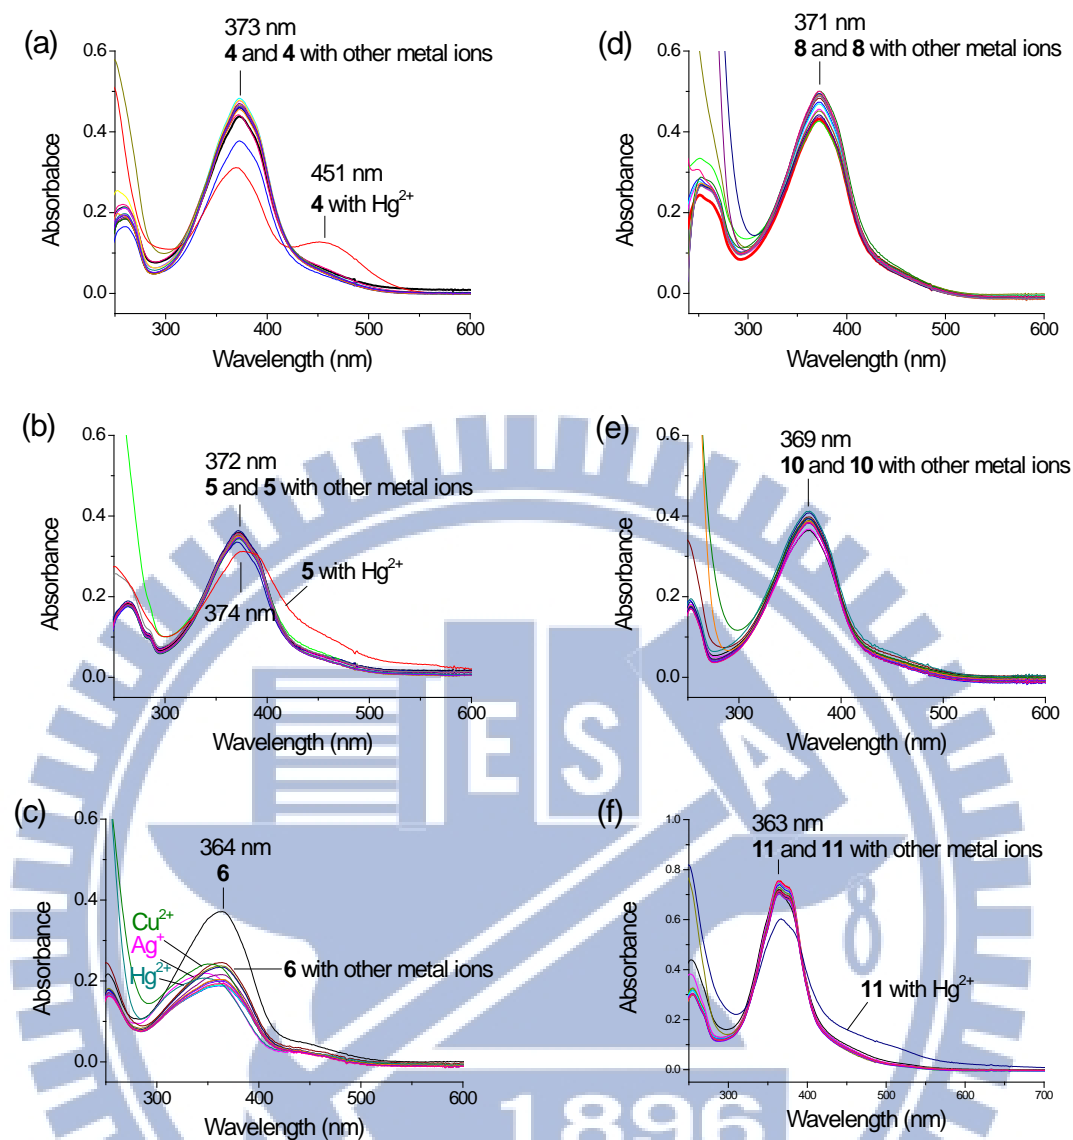 (a)
373 nm
4 and 4 with other metal ions
451 nm
4 with Hg2+
0.6
0.4
0.2
0.0
Absorbabce
300 400 500 600
Wavelength (nm)
(d)
371 nm
8 and 8 with other metal ions
0.6
0.4
0.2
0.0
Absorbance
300 400 500 600
Wavelength (nm)
(b)
372 nm
5 and 5 with other metal ions
5 with Hg2+
374 nm
0.6
0.4
0.2
0.0
Absorbance
300 400 500 600
Wavelength (nm)
(e)
369 nm
10 and 10 with other metal ions
0.6
0.4
0.2
0.0
Absorbance
300 400 500 600
Wavelength (nm)
(c)
364 nm
6
Cu2+
Ag+
Hg2+
6 with other metal ions
0.6
0.4
0.2
0.0
Absorbance
300 400 500 600
Wavelength (nm)
(f)
363 nm
11 and 11 with other metal ions
11 with Hg2+
1.0
0.8
0.6
0.4
0.2
0.0
Absorbance
300 400 500 600 700
Wavelength (nm)
E S A
8
1896